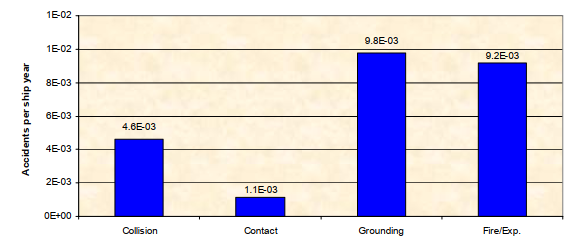 1E-02
1E-02
9.8E-03
9.2E-03
8E-03
6E-03
4.6E-03
4E-03
2E-03
1.1E-03
0E+00
Accidents per ship year
Collision Contact Grounding Fire/Exp.